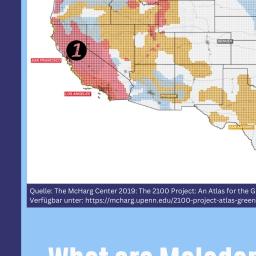 1
SAN FRANCISCO
LOS ANGELES
Quelle: The McHarg Center 2019: The 2100 Project: An Atlas for the G
Verfügbar unter: https://mcharg.upenn.edu/2100-project-atlas-green
What are Maladap